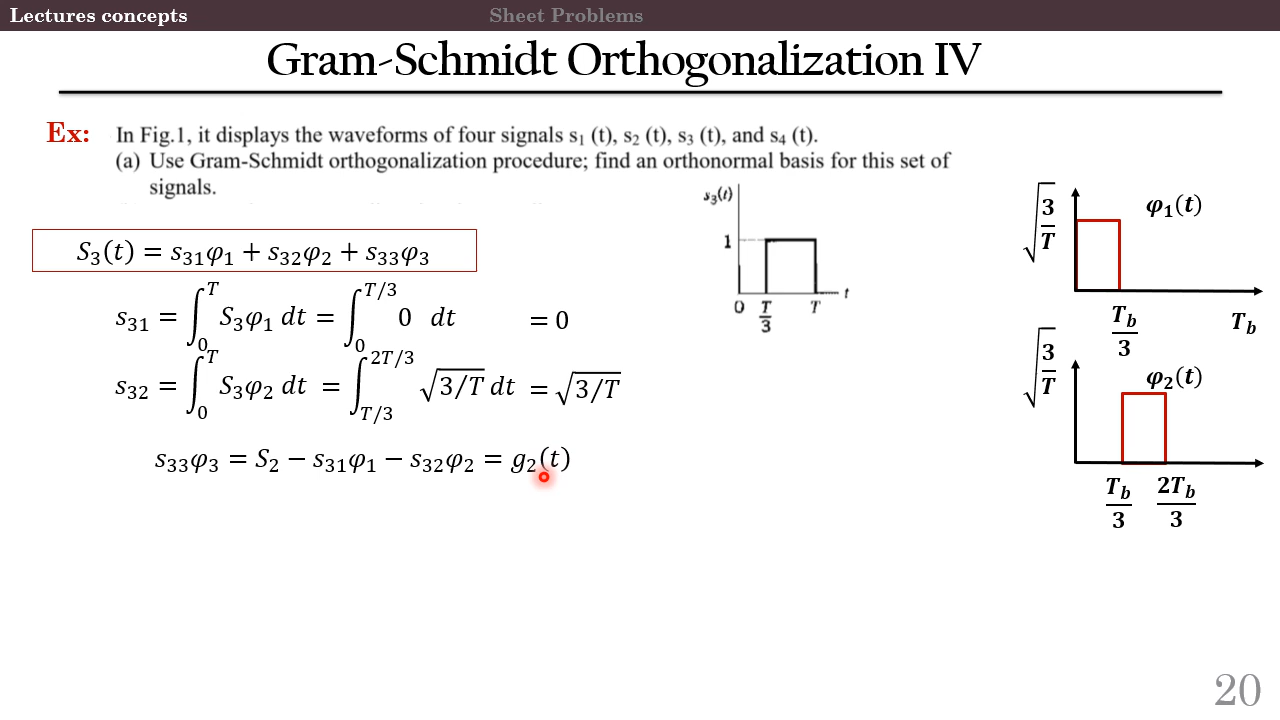 Lectures concepts Sheet Problems
Gram-Schmidt Orthogonalization IV
Ex: In Fig.1, it displays the waveforms of four signals s₁ (t), s₂ (t), s₃ (t), and s₄ (t).
(a) Use Gram-Schmidt orthogonalization procedure; find an orthonormal basis for this set of
signals.
S₃(t) = s₃₁φ₁ + s₃₂φ₂ + s₃₃φ₃
s₃₁ = ∫₀ᵀ S₃φ₁ dt = ∫₀^(T/3) 0 dt = 0
s₃₂ = ∫₀ᵀ S₃φ₂ dt = ∫_(T/3)^(2T/3) √(3/T) dt = √(3/T)
s₃₃φ₃ = S₂ − s₃₁φ₁ − s₃₂φ₂ = g₂(t)
s₃(t)
1
0 T/3 T t
√(3/T) φ₁(t)
T_b/3 T_b
√(3/T) φ₂(t)
T_b/3 2T_b/3
20